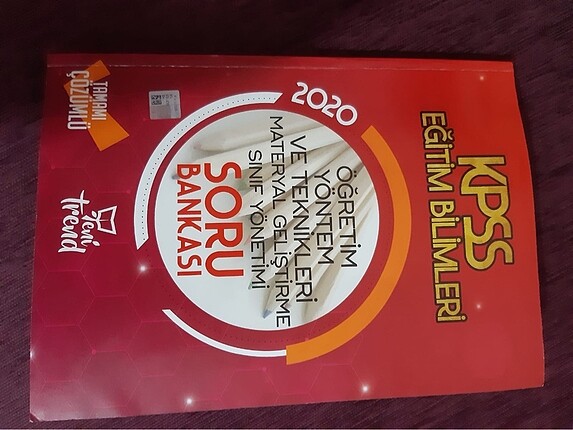 KPSS
EĞİTİM BİLİMLERİ
2020
ÖĞRETİM
YÖNTEM
VE TEKNİKLERİ
MATERYAL GELİŞTİRME
SINIF YÖNETİMİ
SORU
BANKASI
TAMAMI
ÇÖZÜMLÜ
yeni
trend